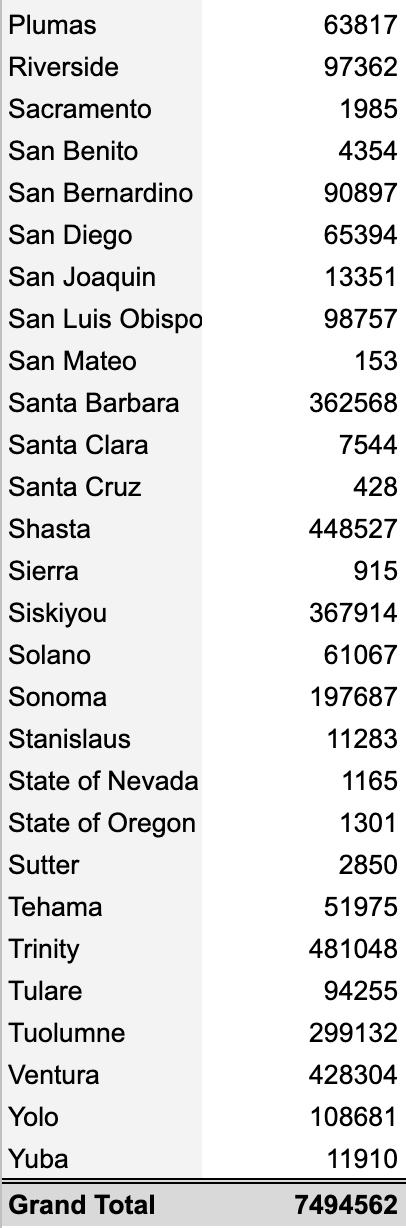 Plumas 63817
Riverside 97362
Sacramento 1985
San Benito 4354
San Bernardino 90897
San Diego 65394
San Joaquin 13351
San Luis Obispo 98757
San Mateo 153
Santa Barbara 362568
Santa Clara 7544
Santa Cruz 428
Shasta 448527
Sierra 915
Siskiyou 367914
Solano 61067
Sonoma 197687
Stanislaus 11283
State of Nevada 1165
State of Oregon 1301
Sutter 2850
Tehama 51975
Trinity 481048
Tulare 94255
Tuolumne 299132
Ventura 428304
Yolo 108681
Yuba 11910
Grand Total 7494562